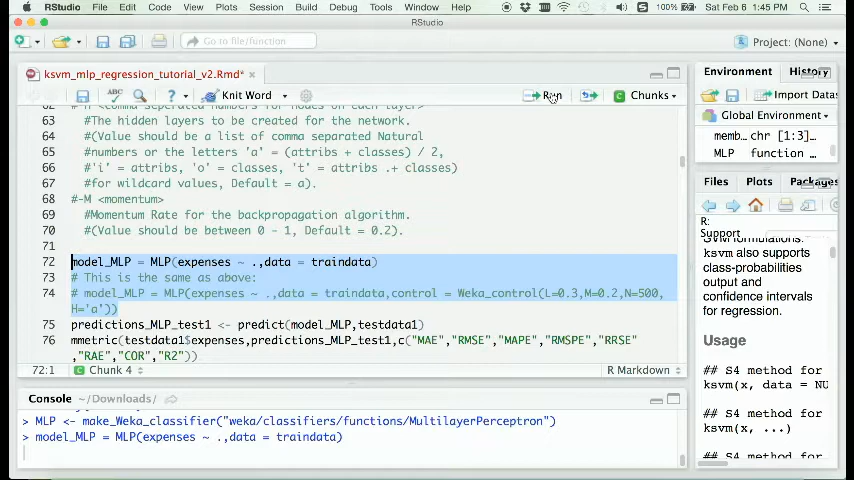 RStudio File Edit Code View Plots Session Build Debug Tools Window Help 100% Sat Feb 6 1:45 PM
RStudio
Go to file/function Project: (None)
ksvm_mlp_regression_tutorial_v2.Rmd*
ABC ? Knit Word Run Chunks
63 #The hidden layers to be created for the network.
64 #(Value should be a list of comma separated Natural
65 #numbers or the letters 'a' = (attribs + classes) / 2,
66 #'i' = attribs, 'o' = classes, 't' = attribs .+ classes)
67 #for wildcard values, Default = a).
68 #-M <momentum>
69 #Momentum Rate for the backpropagation algorithm.
70 #(Value should be between 0 - 1, Default = 0.2).
71
72 model_MLP = MLP(expenses ~ .,data = traindata)
73 # This is the same as above:
74 # model_MLP = MLP(expenses ~ .,data = traindata,control = Weka_control(L=0.3,M=0.2,N=500,
H='a'))
75 predictions_MLP_test1 <- predict(model_MLP,testdata1)
76 mmetric(testdata1$expenses,predictions_MLP_test1,c("MAE","RMSE","MAPE","RMSPE","RRSE"
,"RAE","COR","R2"))
72:1 Chunk 4 R Markdown
Console ~/Downloads/
> MLP <- make_Weka_classifier("weka/classifiers/functions/MultilayerPerceptron")
> model_MLP = MLP(expenses ~ .,data = traindata)
Environment History
Import Data
Global Environment
memb… chr [1:3]…
MLP function …
Files Plots Packages
R:
Support
SVM formulations.
ksvm also supports
class-probabilities
output and
confidence intervals
for regression.
Usage
## S4 method for
ksvm(x, data = NU
## S4 method for
ksvm(x, ...)
## S4 method for